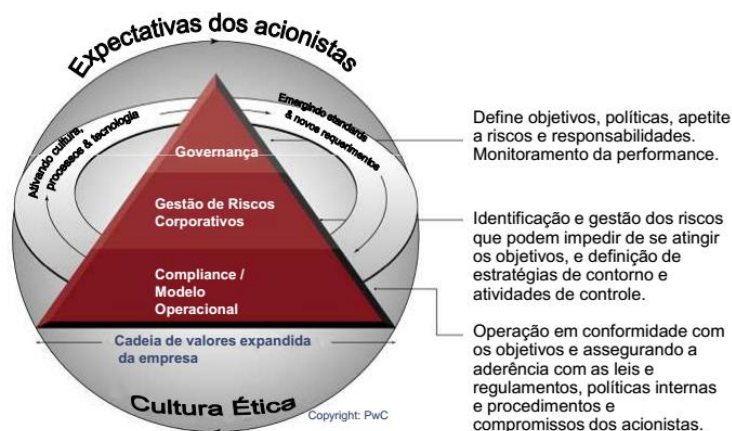 Expectativas dos acionistas
Ativando cultura,
processos & tecnologia
Emergindo standards
& novos requerimentos
Governança
Gestão de Riscos
Corporativos
Compliance /
Modelo
Operacional
Cadeia de valores expandida
da empresa
Cultura Ética
Copyright: PwC
Define objetivos, políticas, apetite
a riscos e responsabilidades.
Monitoramento da performance.
Identificação e gestão dos riscos
que podem impedir de se atingir
os objetivos, e definição de
estratégias de contorno e
atividades de controle.
Operação em conformidade com
os objetivos e assegurando a
aderência com as leis e
regulamentos, políticas internas
e procedimentos e
compromissos dos acionistas.